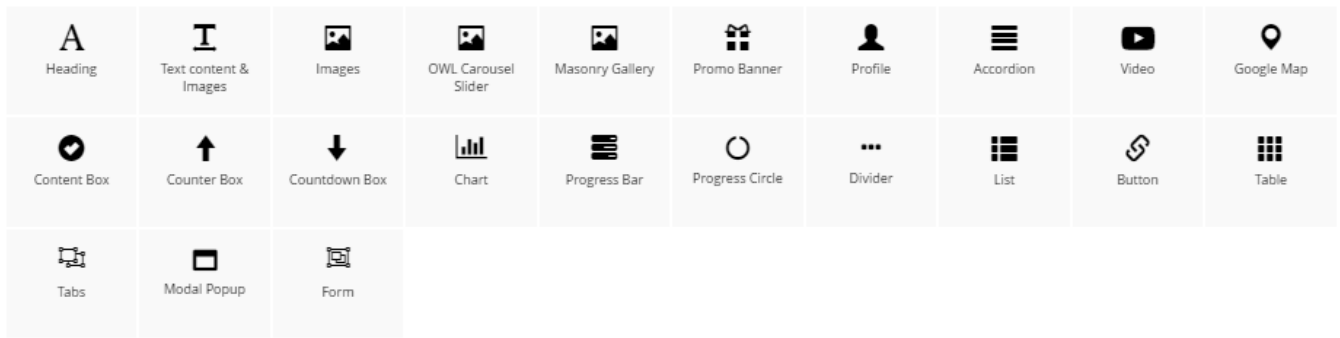 Heading
Text content &
Images
Images
OWL Carousel
Slider
Masonry Gallery
Promo Banner
Profile
Accordion
Video
Google Map
Content Box
Counter Box
Countdown Box
Chart
Progress Bar
Progress Circle
Divider
List
Button
Table
Tabs
Modal Popup
Form